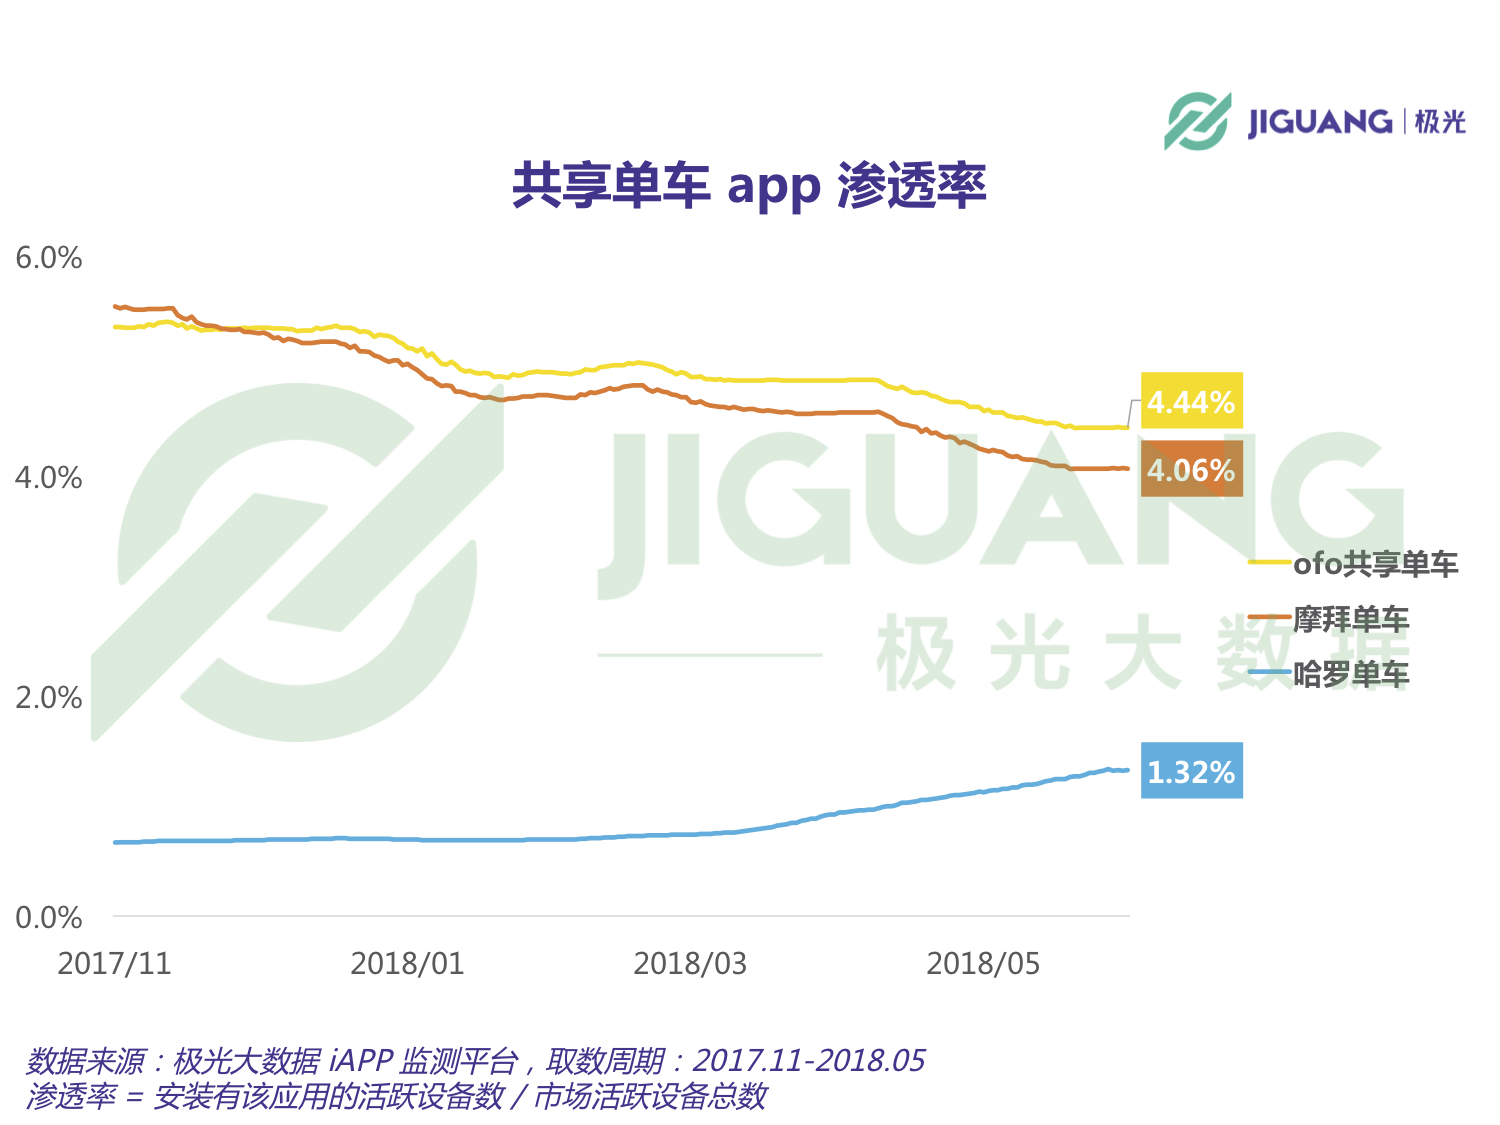 JIGUANG | 极光
共享单车 app 渗透率
6.0%
4.44%
4.06%
4.0%
JIGUANG
ofo共享单车
摩拜单车
极光大数据
哈罗单车
2.0%
1.32%
0.0%
2017/11 2018/01 2018/03 2018/05
数据来源：极光大数据 iAPP 监测平台，取数周期：2017.11-2018.05
渗透率 = 安装有该应用的活跃设备数 / 市场活跃设备总数